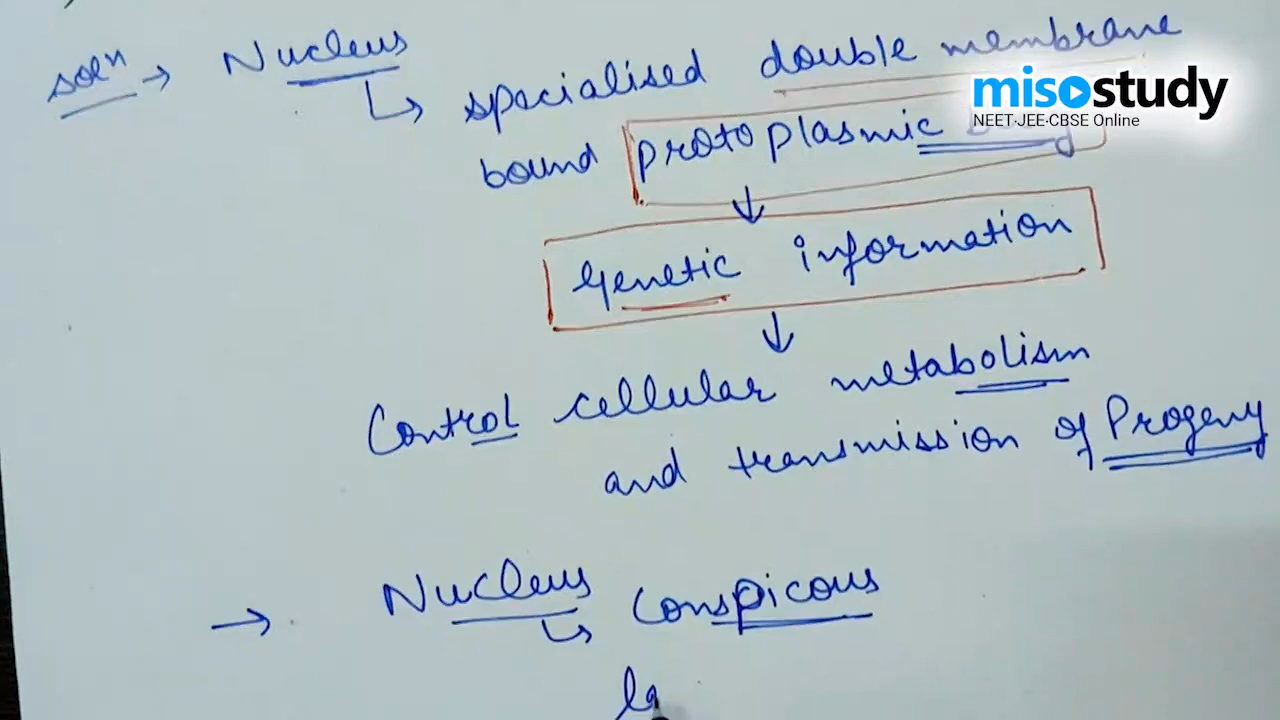 soln → Nucleus
↳ specialised double membrane
bound protoplasmic
↓
Genetic information
↓
Control cellular metabolism
and transmission of Progeny
→ Nucleus
↳ Conspicous
la
misostudy
NEET·JEE·CBSE Online